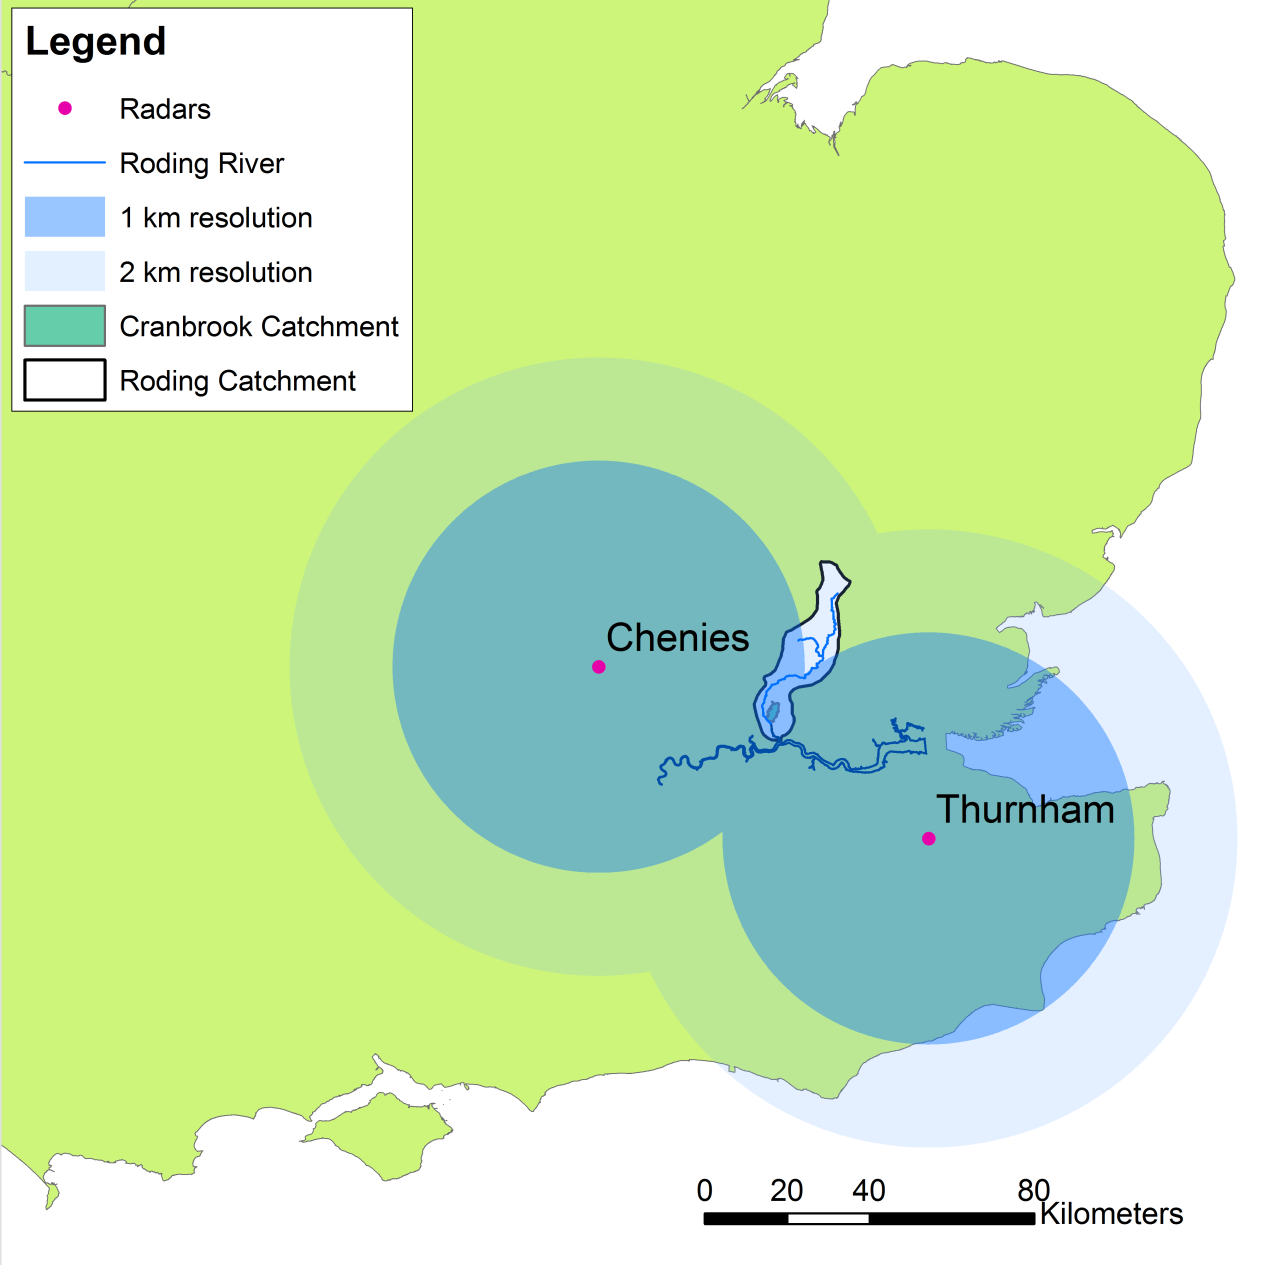 Legend
Radars
Roding River
1 km resolution
2 km resolution
Cranbrook Catchment
Roding Catchment
Chenies
Thurnham
0 20 40 80
Kilometers